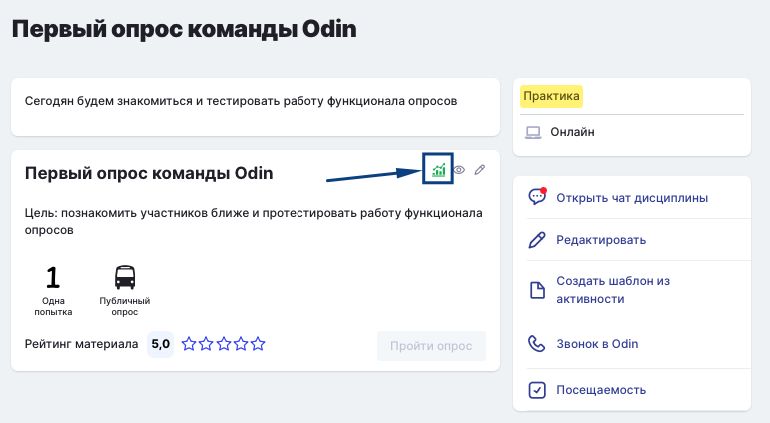 Первый опрос команды Odin
Сегодян будем знакомиться и тестировать работу функционала опросов
Первый опрос команды Odin
Цель: познакомить участников ближе и протестировать работу функционала
опросов
1
Одна
попытка
Публичный
опрос
Рейтинг материала 5,0
Пройти опрос
Практика
Онлайн
Открыть чат дисциплины
Редактировать
Создать шаблон из
активности
Звонок в Odin
Посещаемость